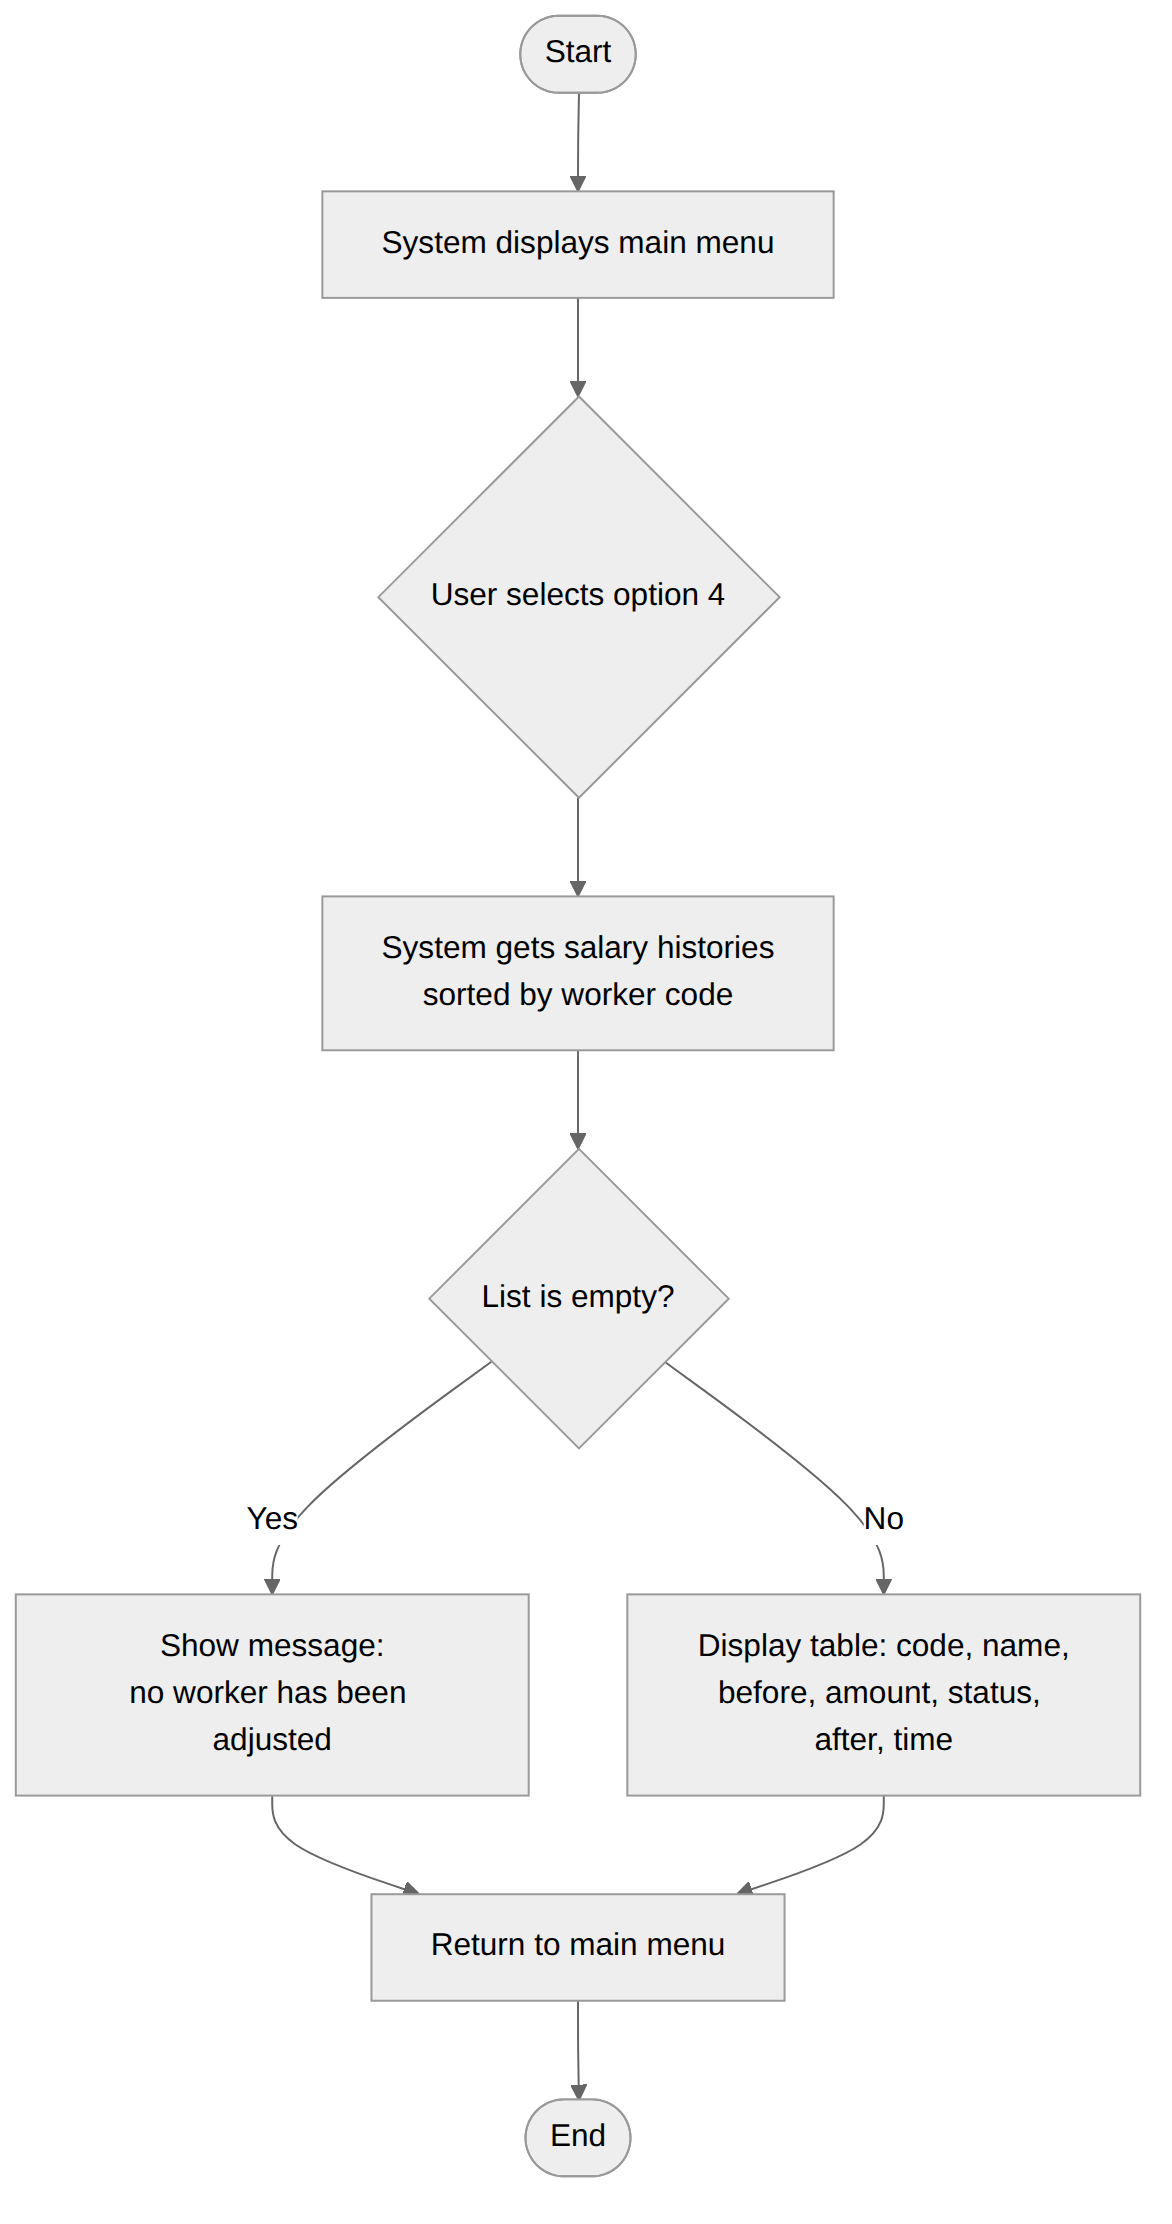 Start
System displays main menu
User selects option 4
System gets salary histories
sorted by worker code
List is empty?
Yes
No
Show message:
no worker has been
adjusted
Display table: code, name,
before, amount, status,
after, time
Return to main menu
End